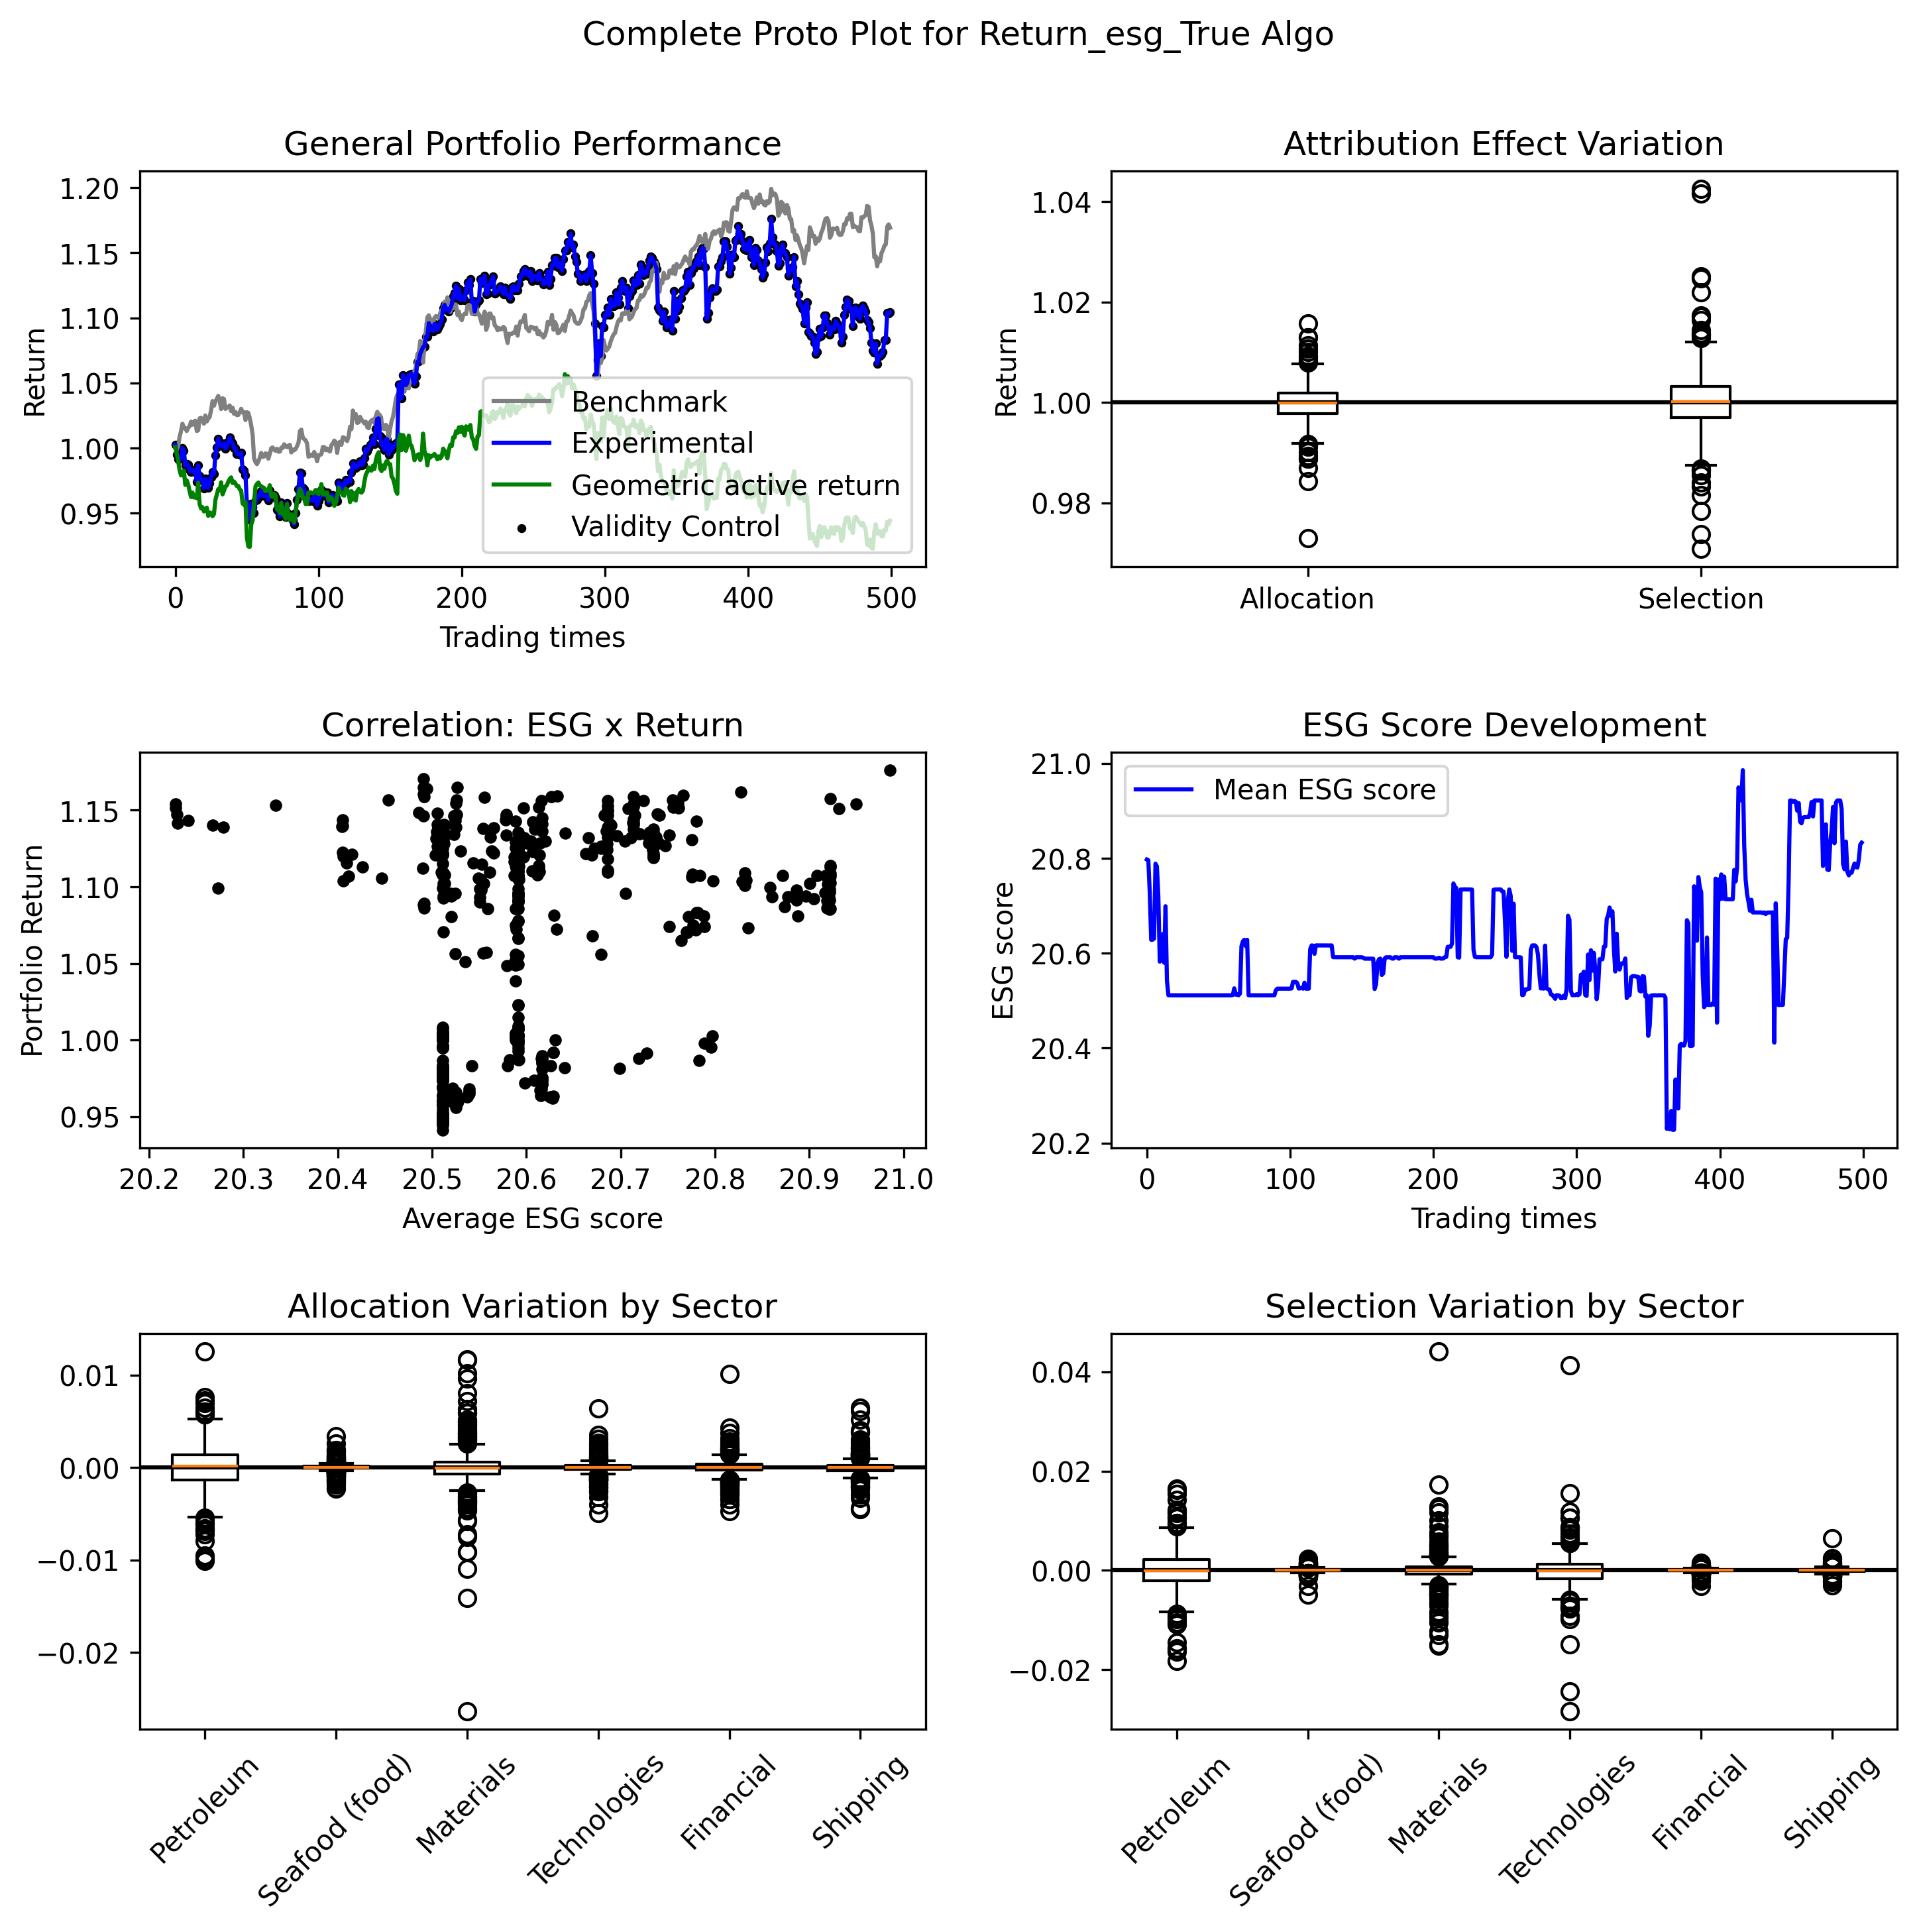 Complete Proto Plot for Return_esg_True Algo
General Portfolio Performance
Return
1.20
1.15
1.10
1.05
1.00
0.95
Benchmark
Experimental
Geometric active return
Validity Control
0 100 200 300 400 500
Trading times
Attribution Effect Variation
Return
1.04
1.02
1.00
0.98
Allocation Selection
Correlation: ESG x Return
Portfolio Return
1.15
1.10
1.05
1.00
0.95
20.2 20.3 20.4 20.5 20.6 20.7 20.8 20.9 21.0
Average ESG score
ESG Score Development
ESG score
21.0
20.8
20.6
20.4
20.2
Mean ESG score
0 100 200 300 400 500
Trading times
Allocation Variation by Sector
0.01
0.00
−0.01
−0.02
Petroleum
Seafood (food)
Materials
Technologies
Financial
Shipping
Selection Variation by Sector
0.04
0.02
0.00
−0.02
Petroleum
Seafood (food)
Materials
Technologies
Financial
Shipping